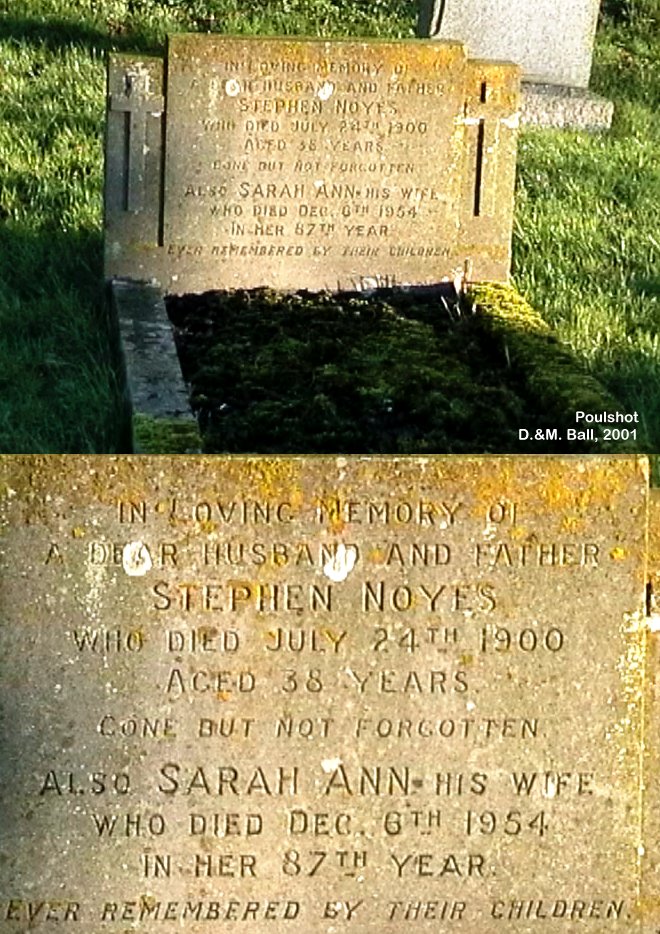 IN LOVING MEMORY OF
A DEAR HUSBAND AND FATHER
STEPHEN NOYES
WHO DIED JULY 24TH 1900
AGED 38 YEARS.
GONE BUT NOT FORGOTTEN.
ALSO SARAH ANN HIS WIFE
WHO DIED DEC. 6TH 1954
IN HER 87TH YEAR
EVER REMEMBERED BY THEIR CHILDREN.
Poulshot
D.&M. Ball, 2001
IN LOVING MEMORY OF
A DEAR HUSBAND AND FATHER
STEPHEN NOYES
WHO DIED JULY 24TH 1900
AGED 38 YEARS.
GONE BUT NOT FORGOTTEN.
ALSO SARAH ANN HIS WIFE
WHO DIED DEC. 6TH 1954
IN HER 87TH YEAR.
EVER REMEMBERED BY THEIR CHILDREN.